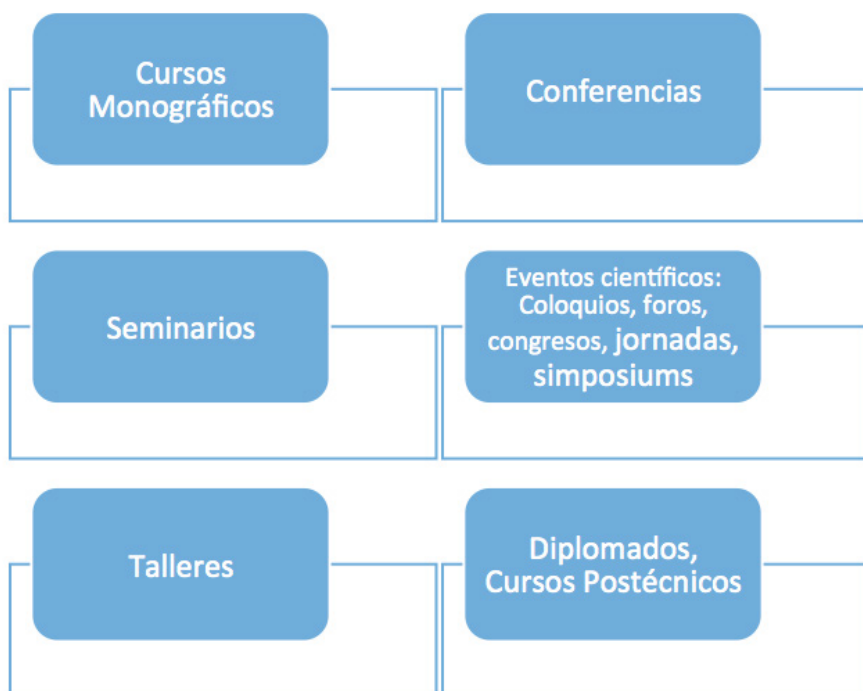 Cursos
Monográficos
Conferencias
Seminarios
Eventos científicos:
Coloquios, foros,
congresos, jornadas,
simposiums
Talleres
Diplomados,
Cursos Postécnicos